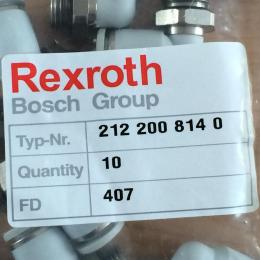 Rexroth
Bosch Group
Typ-Nr. 212 200 814 0
Quantity 10
FD 407